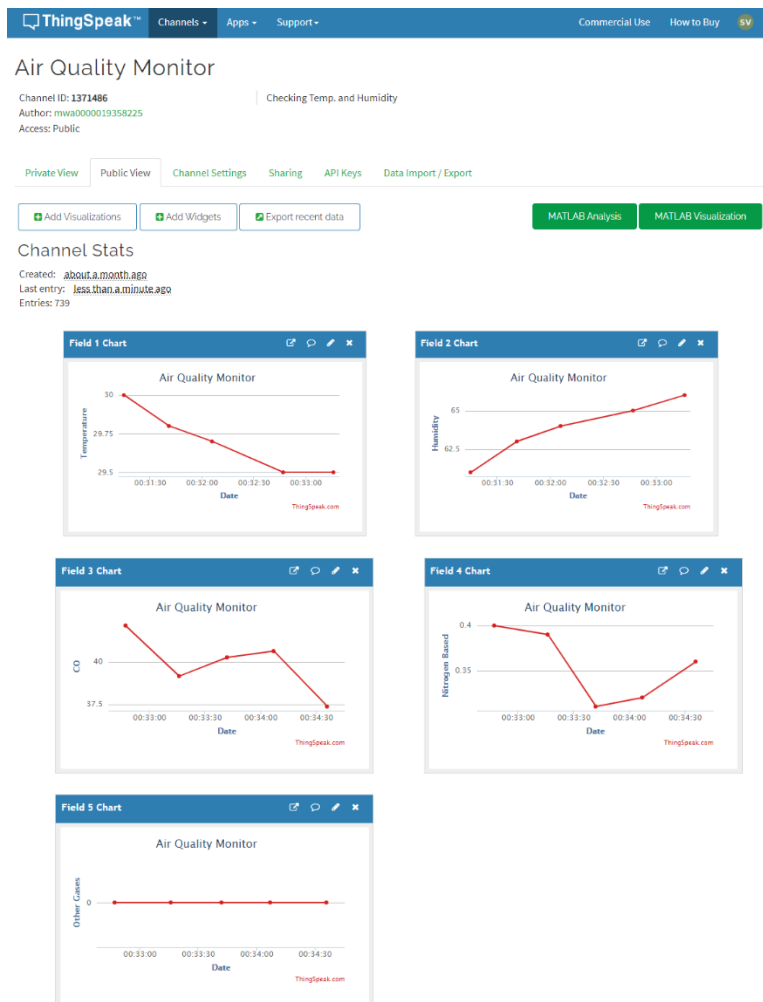 ThingSpeak™ Channels Apps Support Commercial Use How to Buy SV
Air Quality Monitor
Channel ID: 1371486 Checking Temp. and Humidity
Author: mwa0000019358225
Access: Public
Private View Public View Channel Settings Sharing API Keys Data Import / Export
Add Visualizations Add Widgets Export recent data MATLAB Analysis MATLAB Visualization
Channel Stats
Created: about a month ago
Last entry: less than a minute ago
Entries: 739
Field 1 Chart
Air Quality Monitor
Temperature
30
29.75
29.5
00:31:30 00:32:00 00:32:30 00:33:00
Date
ThingSpeak.com
Field 2 Chart
Air Quality Monitor
Humidity
65
62.5
00:31:30 00:32:00 00:32:30 00:33:00
Date
ThingSpeak.com
Field 3 Chart
Air Quality Monitor
CO
40
37.5
00:33:00 00:33:30 00:34:00 00:34:30
Date
ThingSpeak.com
Field 4 Chart
Air Quality Monitor
Nitrogen Based
0.4
0.35
00:33:00 00:33:30 00:34:00 00:34:30
Date
ThingSpeak.com
Field 5 Chart
Air Quality Monitor
Other Gases
0
00:33:00 00:33:30 00:34:00 00:34:30
Date
ThingSpeak.com